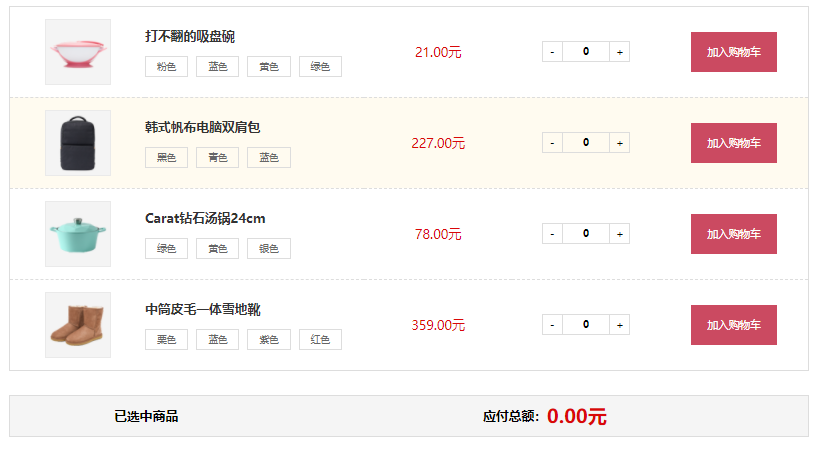 打不翻的吸盘碗
粉色 蓝色 黄色 绿色
21.00元
- 0 +
加入购物车
韩式帆布电脑双肩包
黑色 青色 蓝色
227.00元
- 0 +
加入购物车
Carat钻石汤锅24cm
绿色 黄色 银色
78.00元
- 0 +
加入购物车
中筒皮毛一体雪地靴
栗色 蓝色 紫色 红色
359.00元
- 0 +
加入购物车
已选中商品 应付总额：0.00元